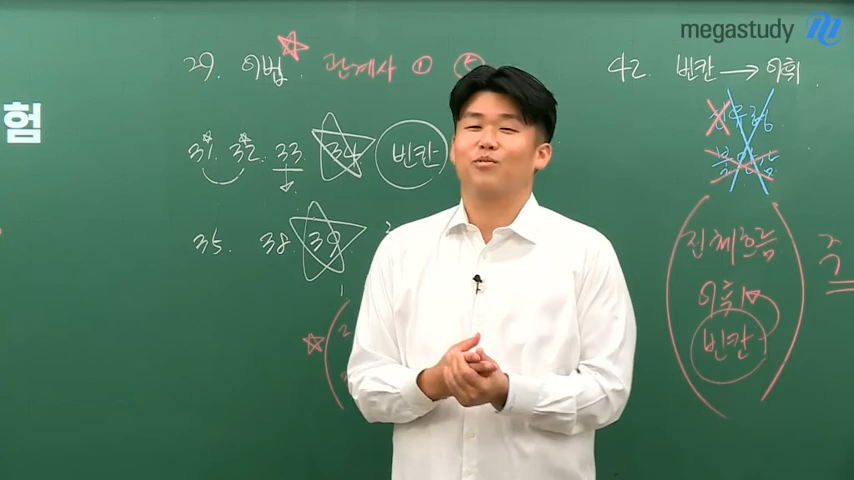 megastudy
험
29. 어법. 관계사 ①
42. 빈칸 → 어휘
31. 32. 33. 34 빈칸
35. 38 39
전체흐름
어휘
빈칸
주